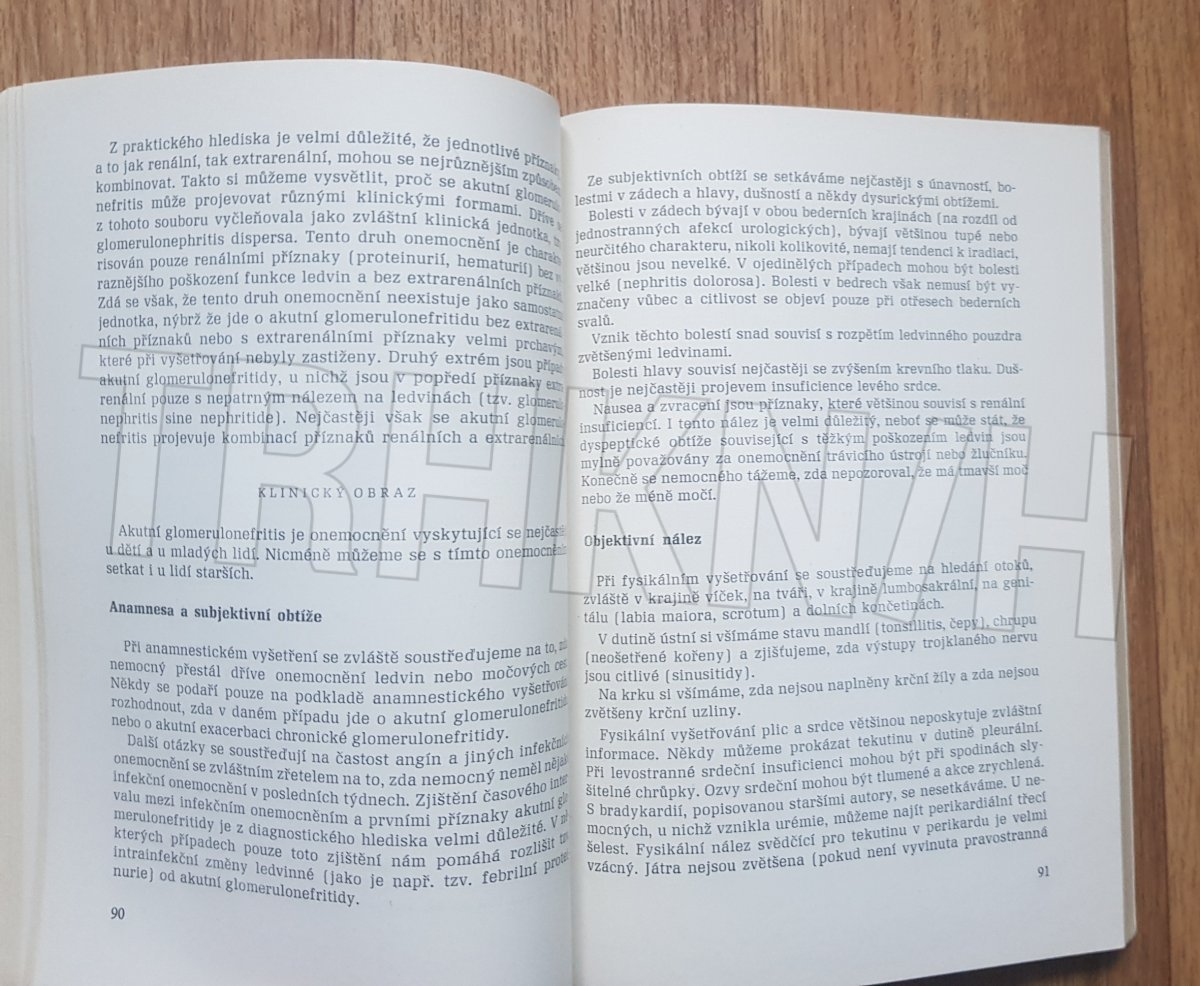 Z praktického hlediska je velmi důležité, že jednotlivé
a to jak renální, tak extrarenální, mohou se nejrůznějším
kombinovat. Takto si můžeme vysvětlit, proč se akutní
nefritis může projevovat různými klinickými formami. Dříve
z tohoto souboru vyčleňovala jako zvláštní klinická jednotka,
glomerulonephritis dispersa. Tento druh onemocnění je
risován pouze renálními příznaky (proteinurií, hematurií) bez
raznějšího poškození funkce ledvin a bez extrarenálních
Zdá se však, že tento druh onemocnění neexistuje jako
jednotka, nýbrž že jde o akutní glomerulonefritidu bez
ních příznaků nebo s extrarenálními příznaky velmi
které při vyšetřování nebyly zastiženy. Druhý extrém jsou
akutní glomerulonefritidy, u nichž jsou v popředí příznaky
renální pouze s nepatrným nálezem na ledvinách (tzv.
nephritis sine nephritide). Nejčastěji však se akutní
nefritis projevuje kombinací příznaků renálních a
KLINICKÝ OBRAZ
Akutní glomerulonefritis je onemocnění vyskytující se
u dětí a u mladých lidí. Nicméně můžeme se s tímto
setkat i u lidí starších.
Anamnesa a subjektivní obtíže
Při anamnestickém vyšetření se zvláště soustřeďujeme na to,
nemocný přestál dříve onemocnění ledvin nebo močových
Někdy se podaří pouze na podkladě anamnestického
rozhodnout, zda v daném případu jde o akutní
nebo o akutní exacerbaci chronické glomerulonefritidy.
Další otázky se soustřeďují na častost angín a jiných
onemocnění se zvláštním zřetelem na to, zda nemocný neměl
infekční onemocnění v posledních týdnech. Zjištění časového inter-
valu mezi infekčním onemocněním a prvními příznaky akutní glo-
merulonefritidy je z diagnostického hlediska velmi důležité. V
kterých případech pouze toto zjištění nám pomáhá rozlišit
intrainfekční změny ledvinné (jako je např. tzv. febrilní protei-
nurie) od akutní glomerulonefritidy.
90
Ze subjektivních obtíží se setkáváme nejčastěji s únavností, bo-
lestmi v zádech a hlavy, dušností a někdy dysurickými obtížemi.
Bolesti v zádech bývají v obou bederních krajinách (na rozdíl od
jednostranných afekcí urologických), bývají většinou tupé nebo
neurčitého charakteru, nikoli kolikovité, nemají tendenci k iradiaci,
většinou jsou nevelké. V ojedinělých případech mohou být bolesti
velké (nephritis dolorosa). Bolesti v bedrech však nemusí být vy-
značeny vůbec a citlivost se objeví pouze při otřesech bederních
svalů.
Vznik těchto bolestí snad souvisí s rozpětím ledvinného pouzdra
zvětšenými ledvinami.
Bolesti hlavy souvisí nejčastěji se zvýšením krevního tlaku. Duš-
nost je nejčastěji projevem insuficience levého srdce.
Nausea a zvracení jsou příznaky, které většinou souvisí s renální
insuficiencí. I tento nález je velmi důležitý, neboť se může stát, že
dyspeptické obtíže související s těžkým poškozením ledvin jsou
mylně považovány za onemocnění trávicího ústrojí nebo žlučníku.
Konečně se nemocného tážeme, zda nepozoroval, že má tmavší moč
nebo že méně močí.
Objektivní nález
Při fysikálním vyšetřování se soustřeďujeme na hledání otoků,
zvláště v krajině víček, na tváři, v krajině lumbosakrální, na geni-
tálu (labia maiora, scrotum) a dolních končetinách.
V dutině ústní si všímáme stavu mandlí (tonsillitis, čepy), chrupu
(neošetřené kořeny) a zjišťujeme, zda výstupy trojklaného nervu
jsou citlivé (sinusitidy).
Na krku si všímáme, zda nejsou naplněny krční žíly a zda nejsou
zvětšeny krční uzliny.
Fysikální vyšetřování plic a srdce většinou neposkytuje zvláštní
informace. Někdy můžeme prokázat tekutinu v dutině pleurální.
Při levostranné srdeční insuficienci mohou být při spodinách sly-
šitelné chrůpky. Ozvy srdeční mohou být tlumené a akce zrychlená.
S bradykardií, popisovanou staršími autory, se nesetkáváme. U ne-
mocných, u nichž vznikla urémie, můžeme najít perikardiální třecí
šelest. Fysikální nález svědčící pro tekutinu v perikardu je velmi
vzácný. Játra nejsou zvětšena (pokud není vyvinuta pravostranná
91
TRHKNIH